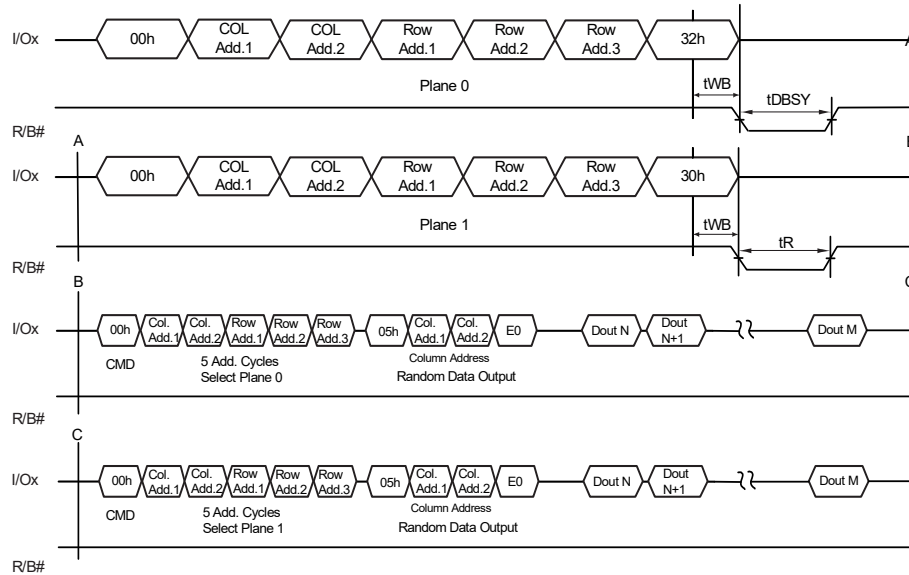 I/Ox 00h COL Add.1 COL Add.2 Row Add.1 Row Add.2 Row Add.3 32h A
Plane 0 tWB tDBSY
R/B#
A B
I/Ox 00h COL Add.1 COL Add.2 Row Add.1 Row Add.2 Row Add.3 30h
Plane 1 tWB tR
R/B#
B C
I/Ox 00h Col. Add.1 Col. Add.2 Row Add.1 Row Add.2 Row Add.3 05h Col. Add.1 Col. Add.2 E0 Dout N Dout N+1 Dout M
CMD 5 Add. Cycles Select Plane 0 Column Address Random Data Output
R/B#
C
I/Ox 00h Col. Add.1 Col. Add.2 Row Add.1 Row Add.2 Row Add.3 05h Col. Add.1 Col. Add.2 E0 Dout N Dout N+1 Dout M
CMD 5 Add. Cycles Select Plane 1 Column Address Random Data Output
R/B#